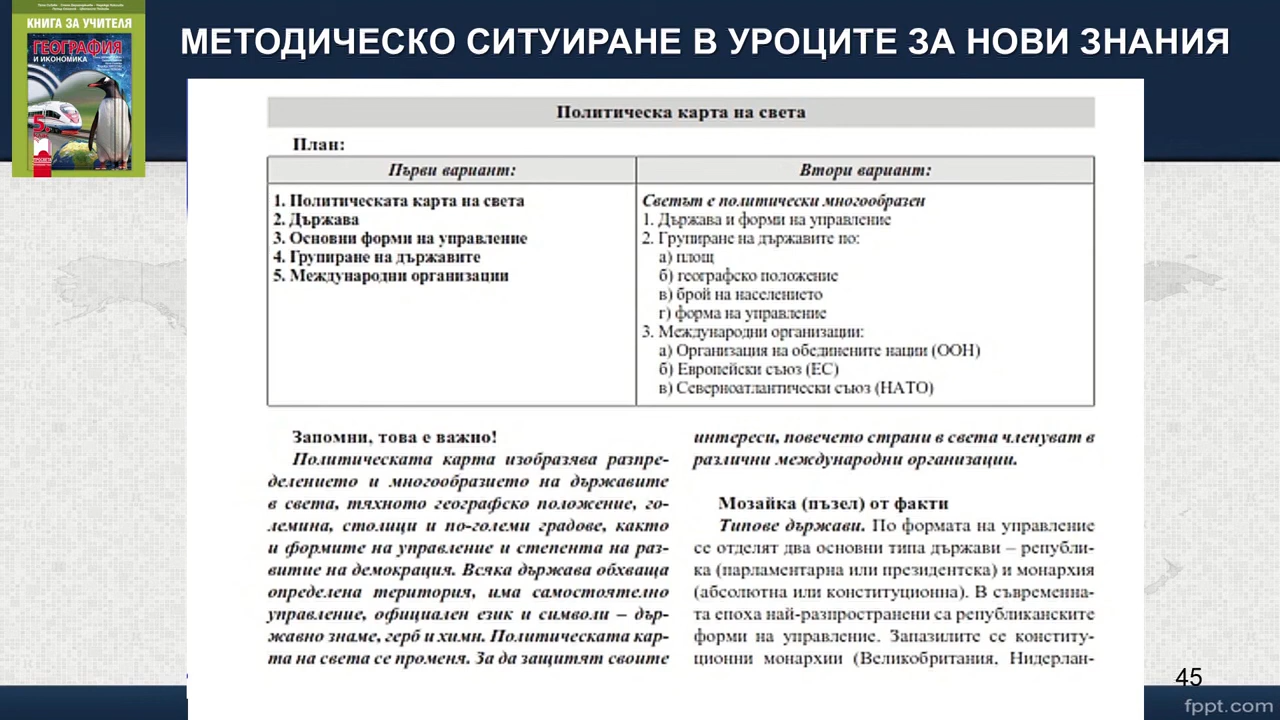 КНИГА ЗА УЧИТЕЛЯ
ГЕОГРАФИЯ
И ИКОНОМИКА
5.
МЕТОДИЧЕСКО СИТУИРАНЕ В УРОЦИТЕ ЗА НОВИ ЗНАНИЯ
Политическа карта на света
План:
Първи вариант:
1. Политическата карта на света
2. Държава
3. Основни форми на управление
4. Групиране на държавите
5. Международни организации
Втори вариант:
Светът е политически многообразен
1. Държава и форми на управление
2. Групиране на държавите по:
а) площ
б) географско положение
в) брой на населението
г) форма на управление
3. Международни организации:
а) Организация на обединените нации (ООН)
б) Европейски съюз (ЕС)
в) Северноатлантически съюз (НАТО)
Запомни, това е важно!
Политическата карта изобразява разпре-
делението и многообразието на държавите
в света, тяхното географско положение, го-
лемина, столици и по-големи градове, както
и формите на управление и степента на раз-
витие на демокрация. Всяка държава обхваща
определена територия, има самостоятелно
управление, официален език и символи – дър-
жавно знаме, герб и химн. Политическата кар-
та на света се променя. За да защитят своите
интереси, повечето страни в света членуват в
различни международни организации.
Мозайка (пъзел) от факти
Типове държави. По формата на управление
се отделят два основни типа държави – републи-
ка (парламентарна или президентска) и монархия
(абсолютна или конституционна). В съвременна-
та епоха най-разпространени са републиканските
форми на управление. Запазилите се конститу-
ционни монархии (Великобритания, Нидерлан-
45
fppt.com